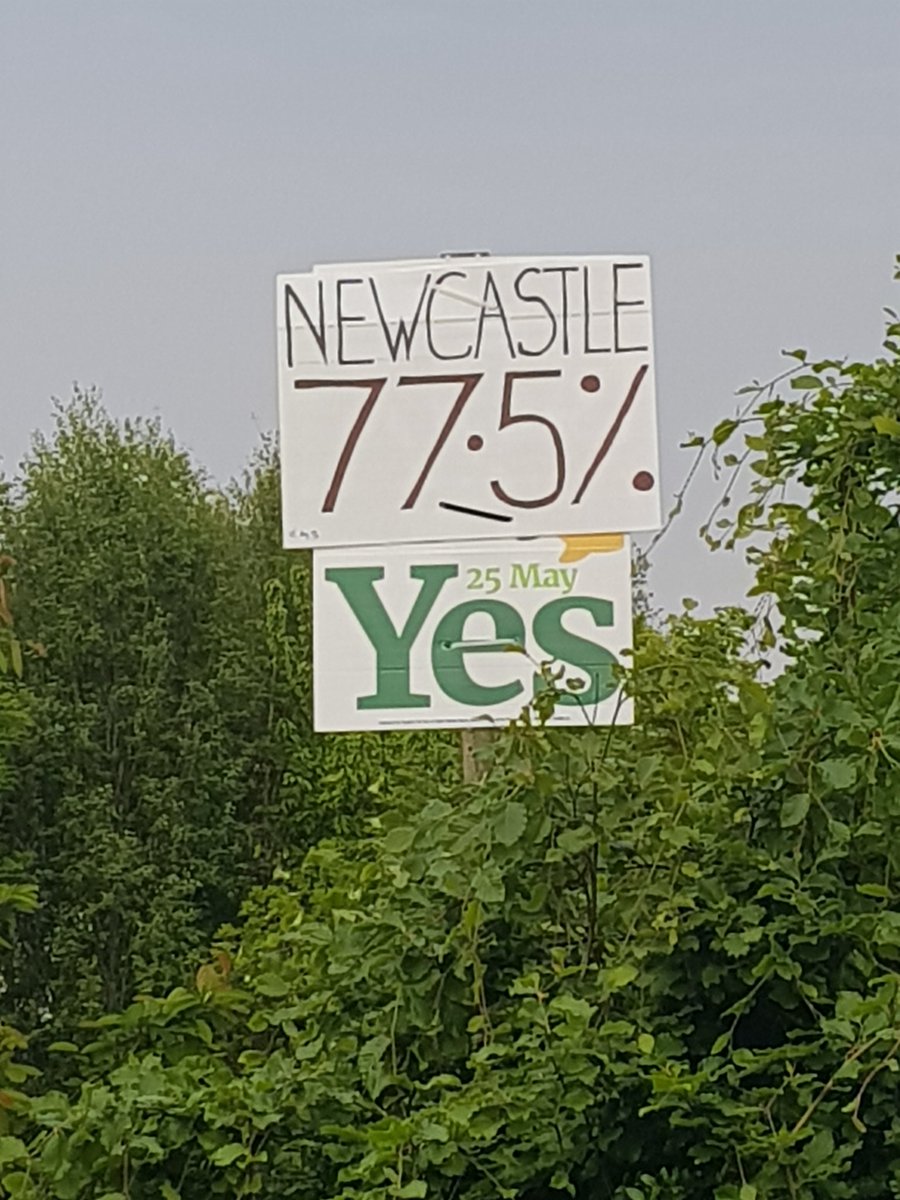 NEWCASTLE
77.5%
25 May
Yes